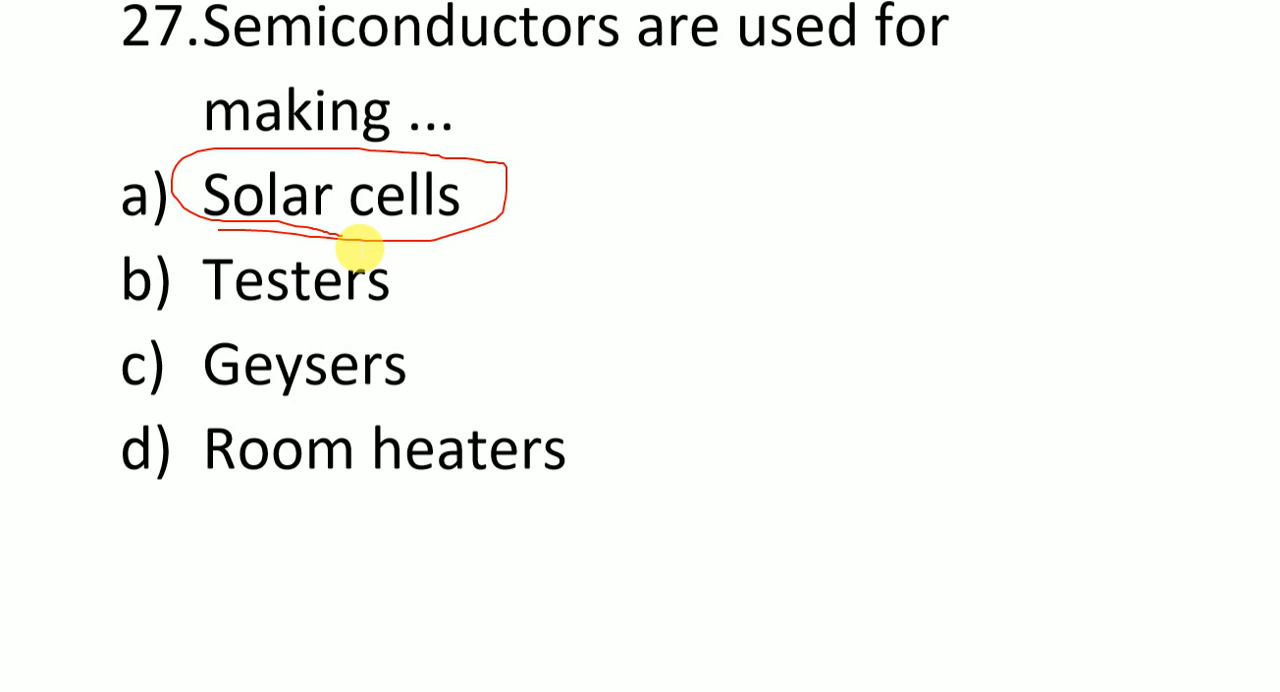 27.Semiconductors are used for
making ...
a) Solar cells
b) Testers
c) Geysers
d) Room heaters